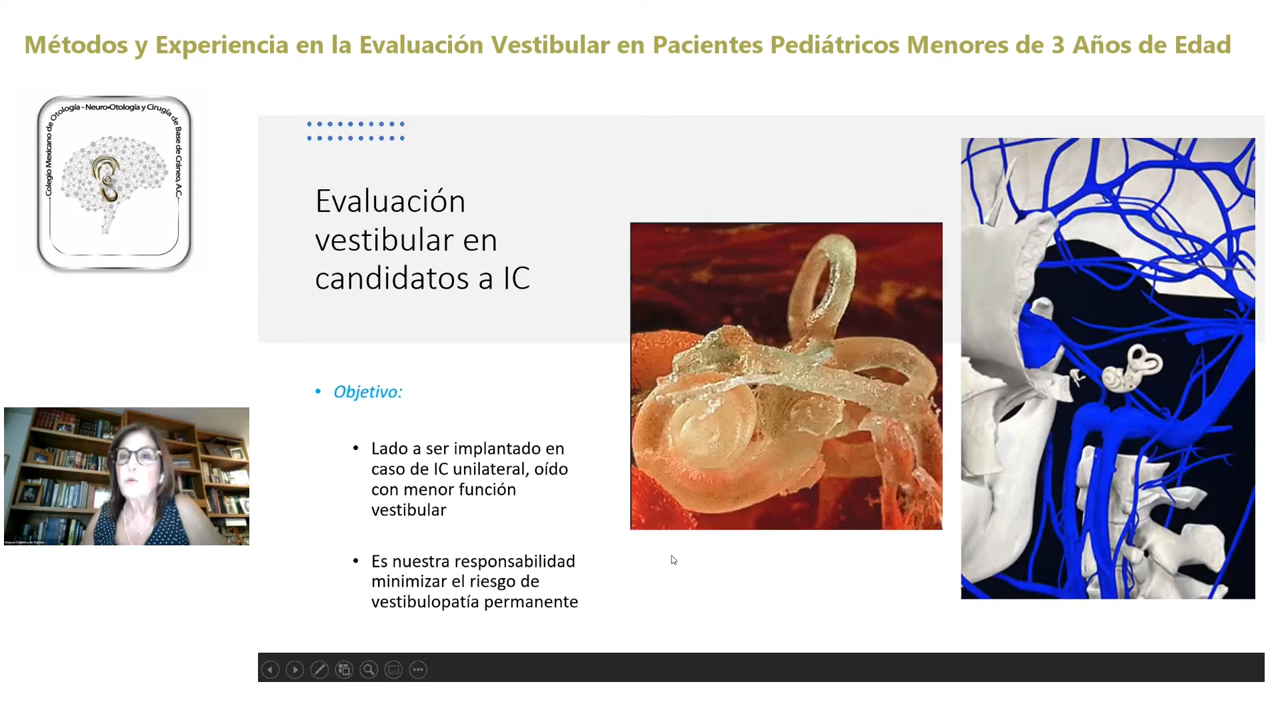 Métodos y Experiencia en la Evaluación Vestibular en Pacientes Pediátricos Menores de 3 Años de Edad
Colegio Mexicano de Otología - Neuro-Otología y Cirugía de Base de Cráneo, A.C.
Evaluación
vestibular en
candidatos a IC
• Objetivo:
• Lado a ser implantado en
caso de IC unilateral, oído
con menor función
vestibular
• Es nuestra responsabilidad
minimizar el riesgo de
vestibulopatía permanente